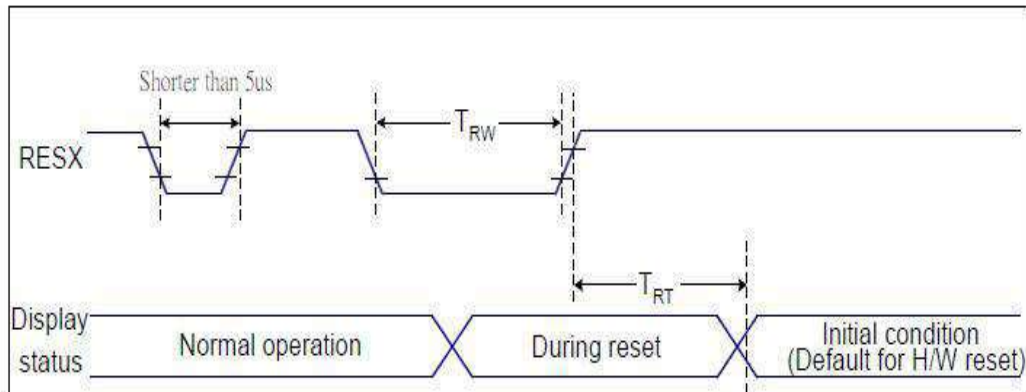 Shorter than 5us
RESX
TRW
TRT
Display
status
Normal operation
During reset
Initial condition
(Default for H/W reset)